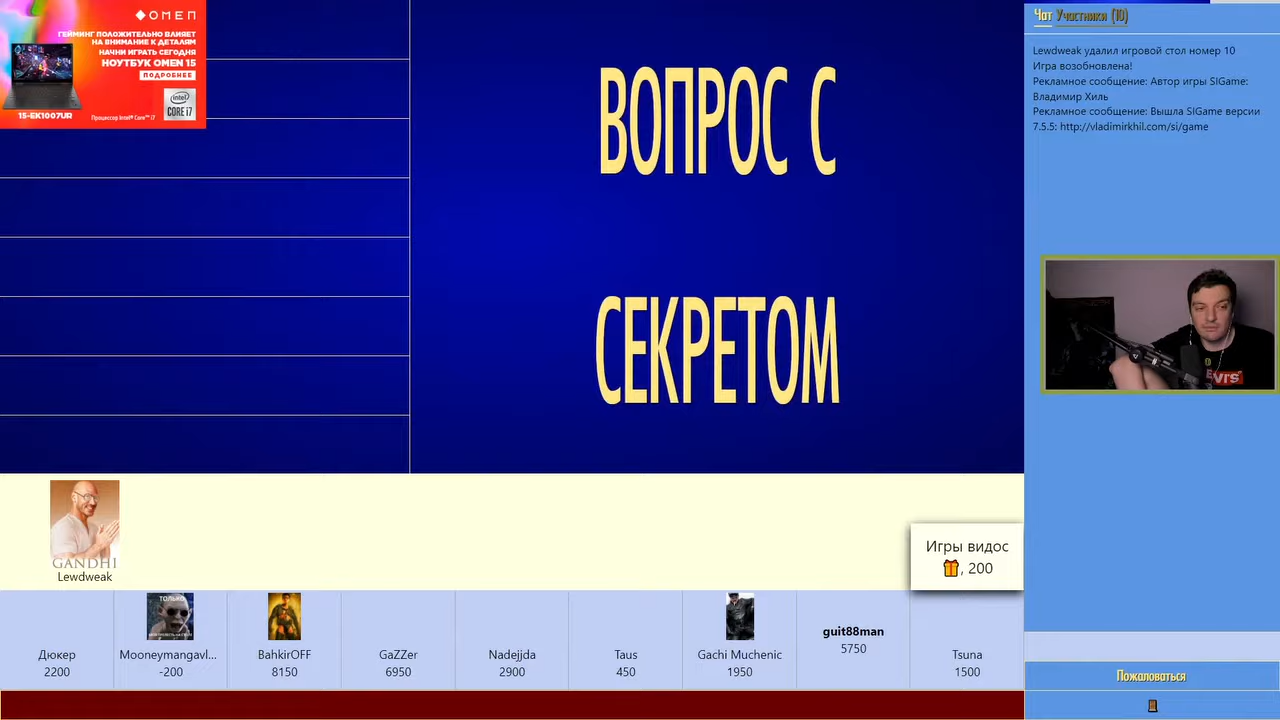 ОМЕП
ГЕЙМИНГ ПОЛОЖИТЕЛЬНО ВЛИЯЕТ
НА ВНИМАНИЕ К ДЕТАЛЯМ
НАЧНИ ИГРАТЬ СЕГОДНЯ
НОУТБУК OMEN 15
ПОДРОБНЕЕ
intel
CORE i7
15-EK1007UR
Процессор Intel® Core™ i7
ВОПРОС С
СЕКРЕТОМ
Чат Участники (10)
Lewdweak удалил игровой стол номер 10
Игра возобновлена!
Рекламное сообщение: Автор игры SIGame:
Владимир Хиль
Рекламное сообщение: Вышла SIGame версии
7.5.5: http://vladimirkhil.com/si/game
GANDHI
Lewdweak
Игры видос
, 200
ТОЛЬКО
Дюкер
2200
Mooneymangavl...
-200
BahkirOFF
8150
GaZZer
6950
Nadejjda
2900
Taus
450
Gachi Muchenic
1950
guit88man
5750
Tsuna
1500
Пожаловаться